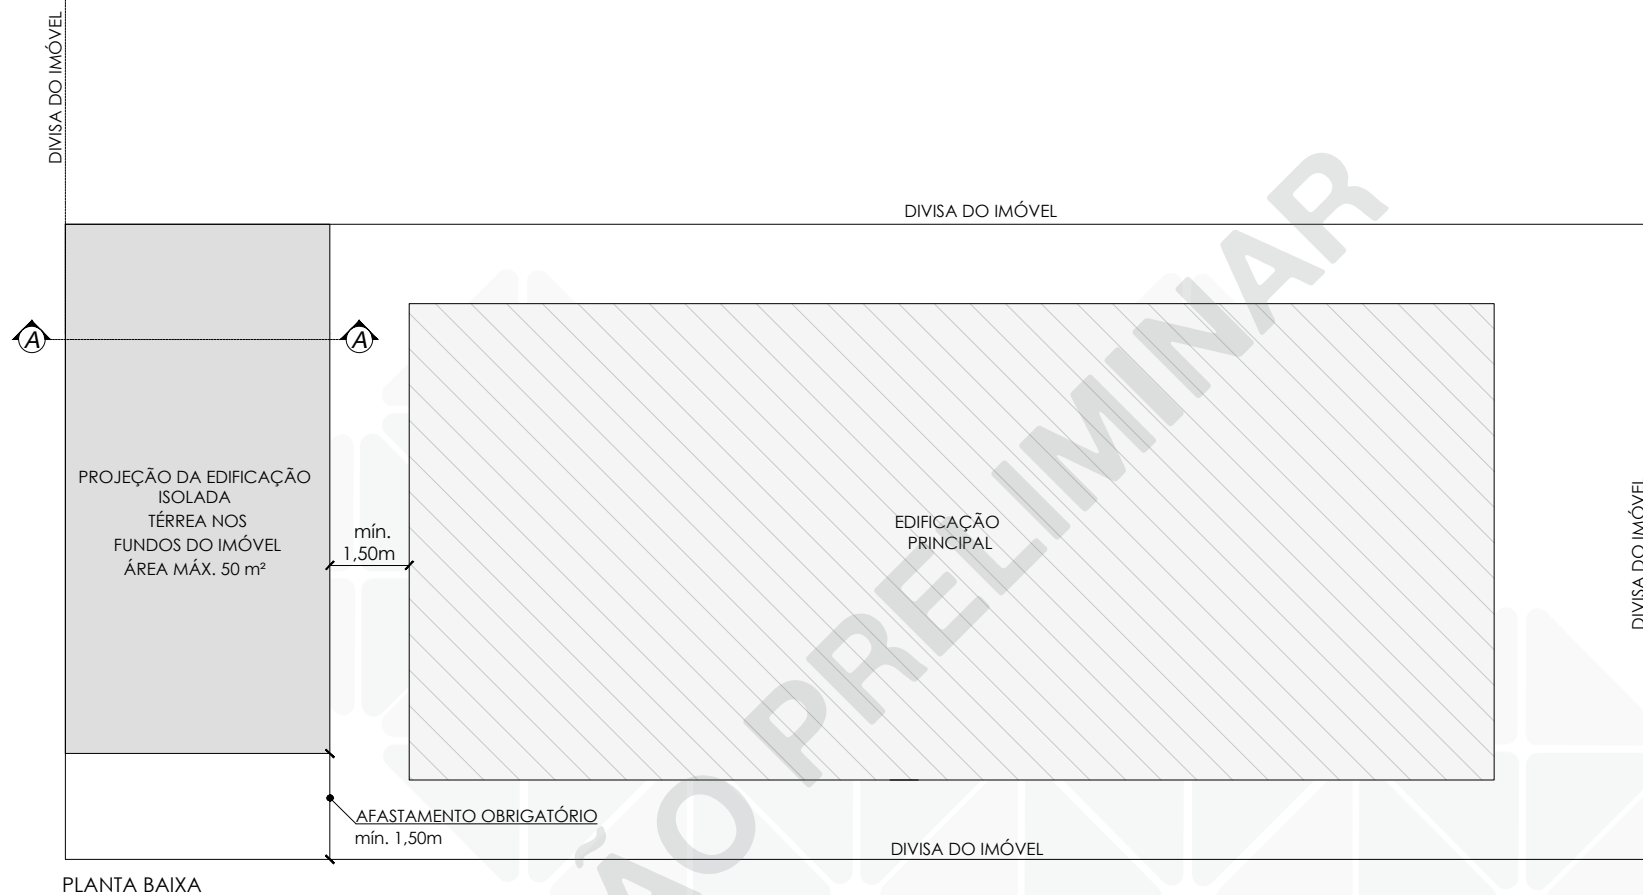 DIVISA DO IMÓVEL
DIVISA DO IMÓVEL
A
A
PROJEÇÃO DA EDIFICAÇÃO
ISOLADA
TÉRREA NOS
FUNDOS DO IMÓVEL
ÁREA MÁX. 50 m²
mín.
1,50m
EDIFICAÇÃO
PRINCIPAL
DIVISA DO IMÓVEL
AFASTAMENTO OBRIGATÓRIO
mín. 1,50m
DIVISA DO IMÓVEL
PLANTA BAIXA
ÃO PRELIMINAR